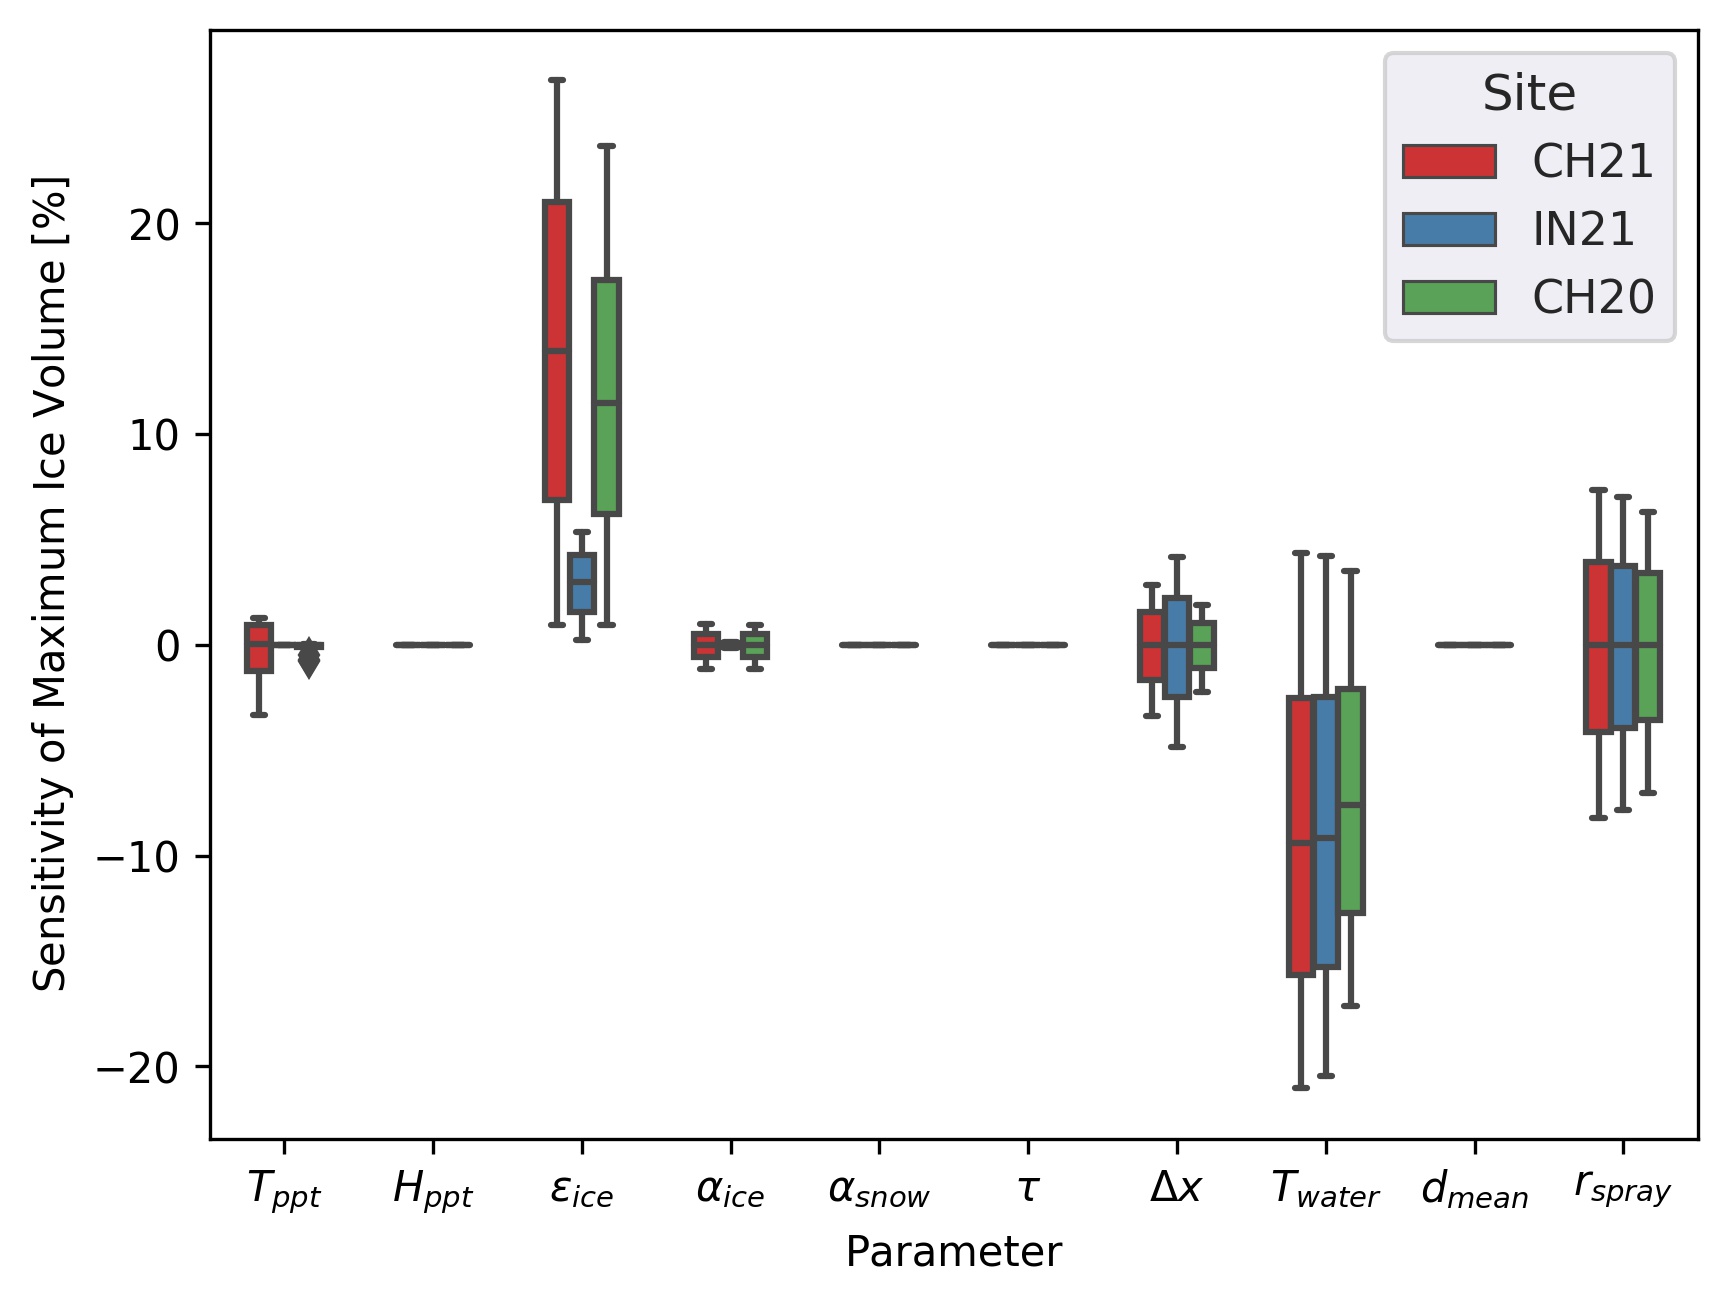 Sensitivity of Maximum Ice Volume [%]
20
10
0
−10
−20
Site
CH21
IN21
CH20
T_ppt H_ppt ε_ice α_ice α_snow τ Δx T_water d_mean r_spray
Parameter